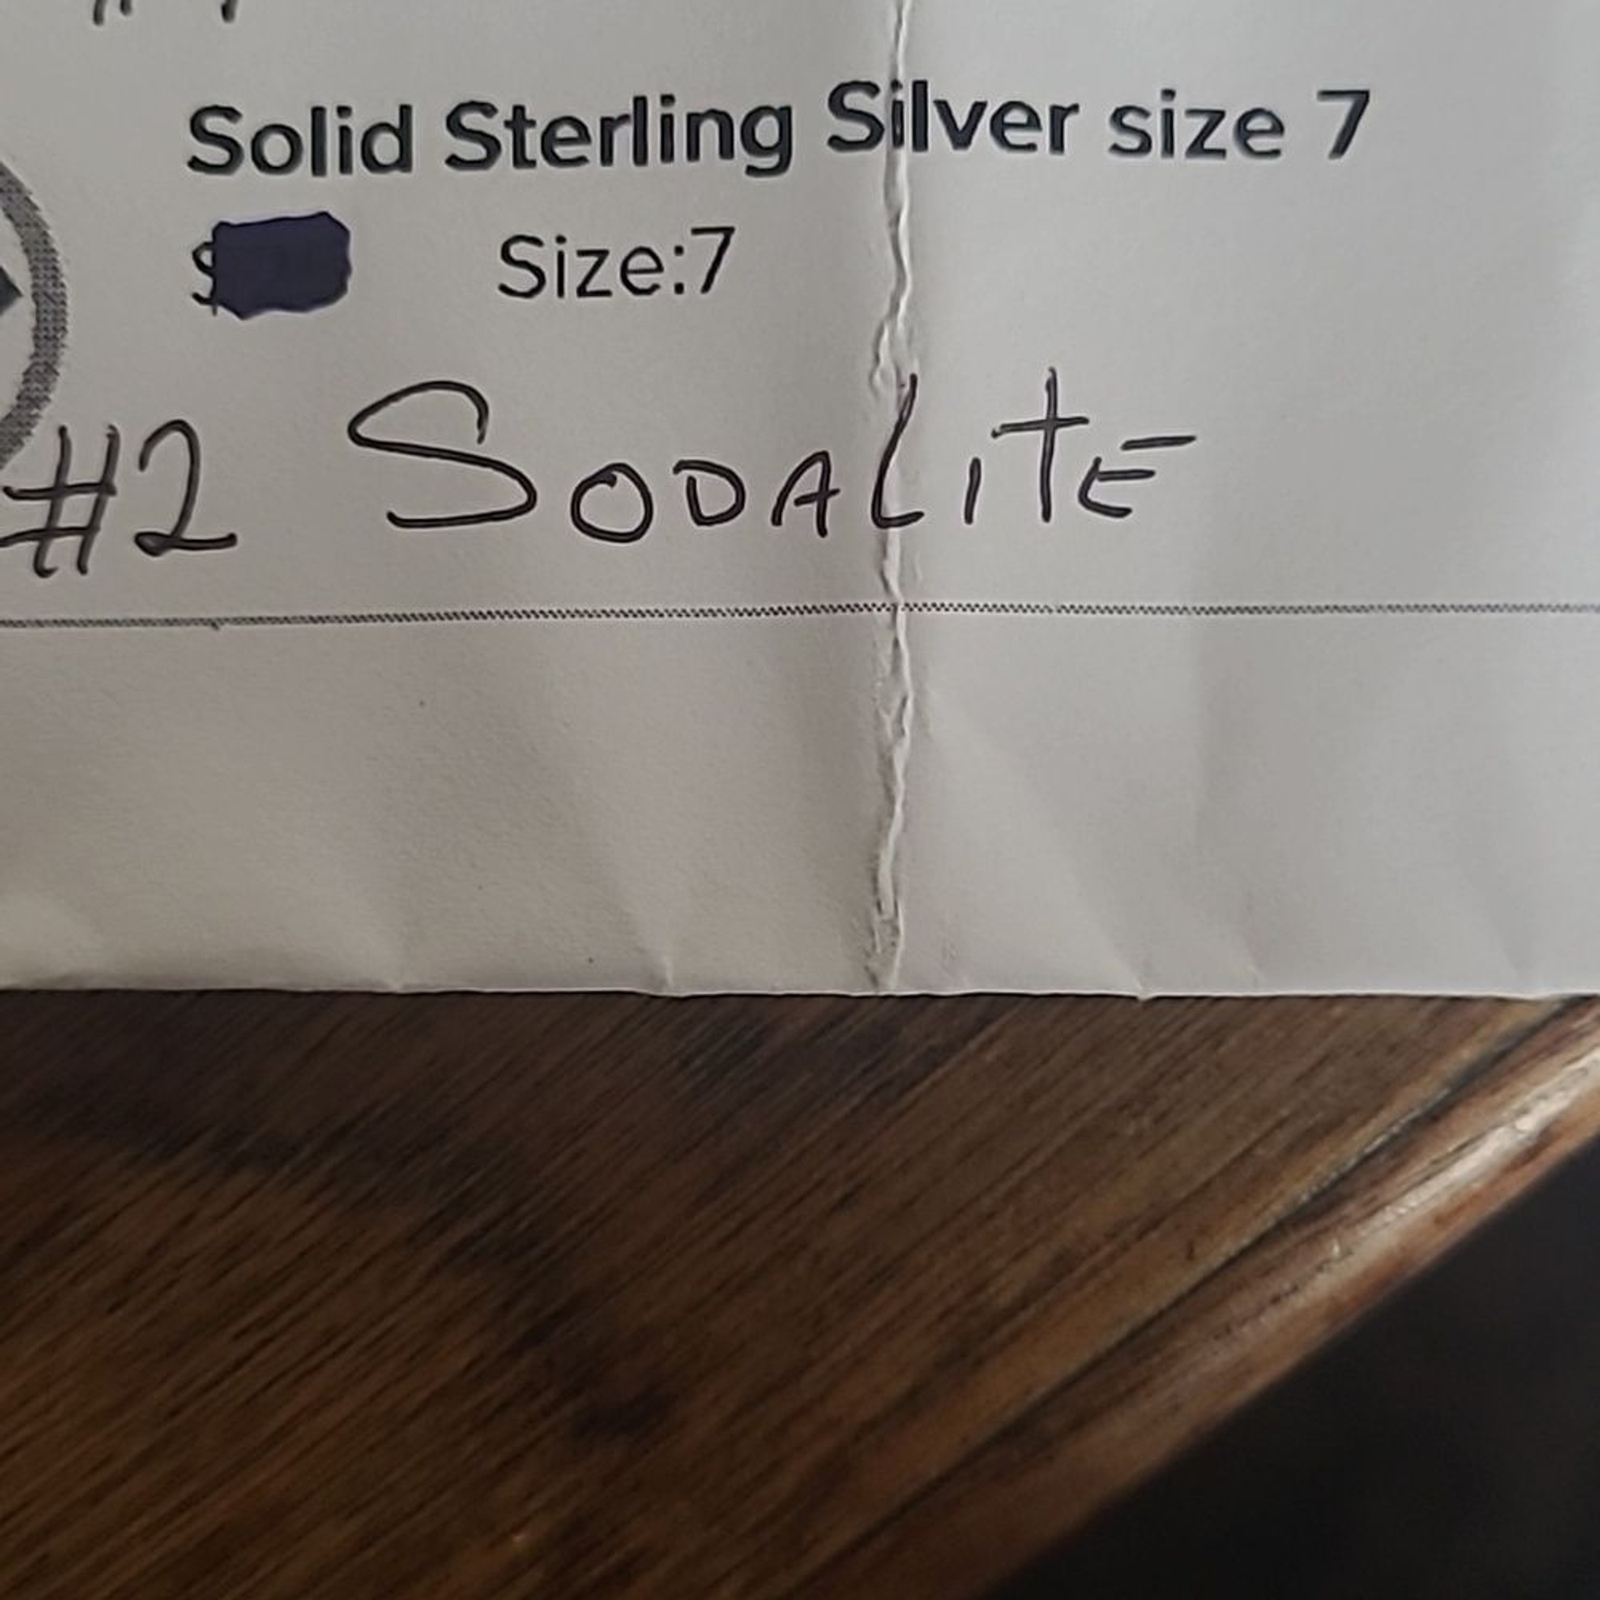 Solid Sterling Silver size 7
$ Size:7
#2 SODALITE